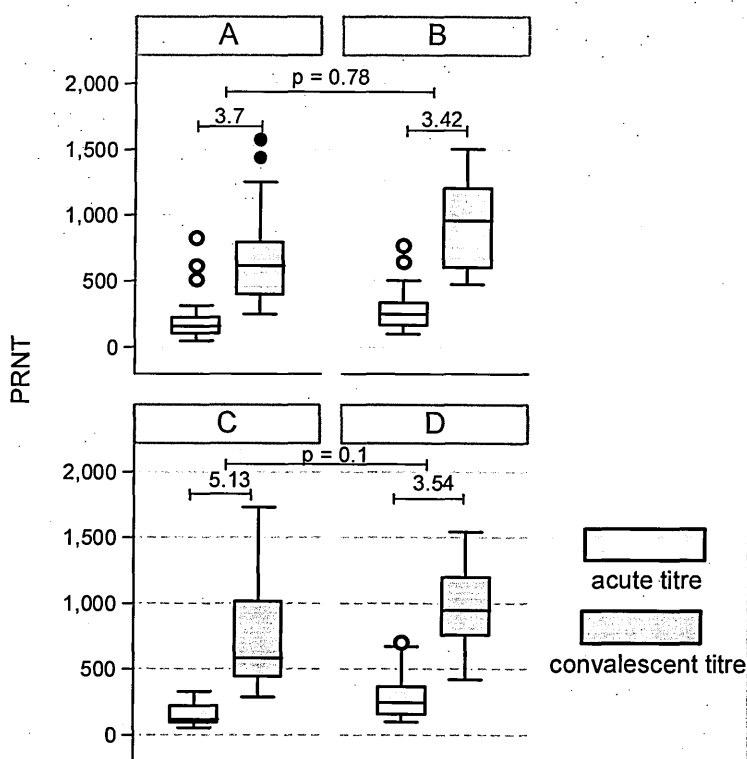 A B
p = 0.78
2,000
3.7 3.42
1,500
1,000
500
0
PRNT
C D
p = 0.1
2,000
5.13 3.54
1,500
acute titre
1,000
convalescent titre
500
0